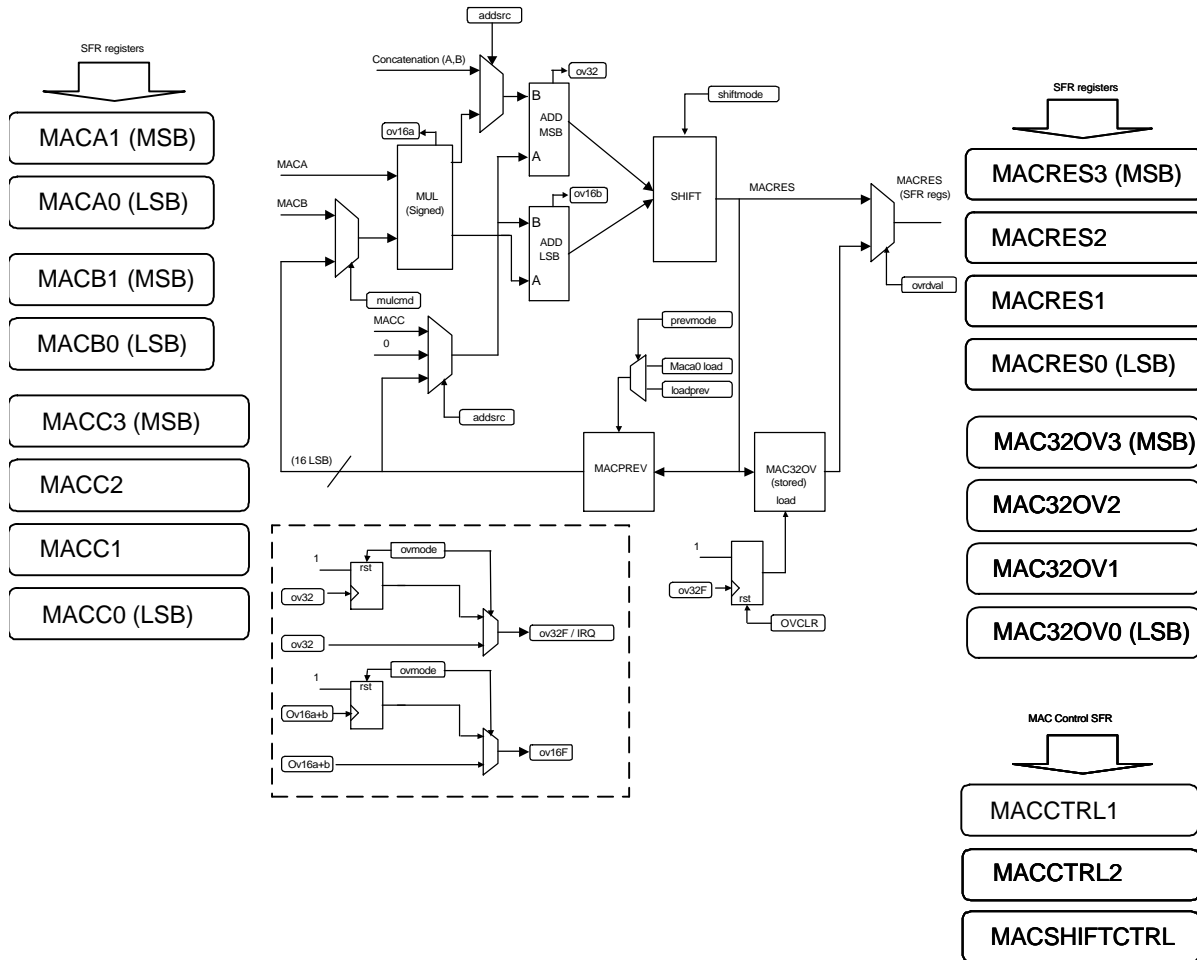 SFR registers
MACA1 (MSB)
MACA0 (LSB)
MACB1 (MSB)
MACB0 (LSB)
MACC3 (MSB)
MACC2
MACC1
MACC0 (LSB)
addsrc
Concatenation (A,B)
ov32
B
ADD
MSB
A
ov16a
MACA
MUL
(Signed)
MACB
mulcmd
ov16b
B
ADD
LSB
A
MACC
0
addsrc
shiftmode
SHIFT
MACRES
MACRES
(SFR regs)
ovrdval
prevmode
Maca0 load
loadprev
(16 LSB)
MACPREV
MAC32OV
(stored)
load
1
ov32F
rst
OVCLR
ovmode
1
rst
ov32
ov32
ov32F / IRQ
ovmode
1
rst
Ov16a+b
Ov16a+b
ov16F
SFR registers
MACRES3 (MSB)
MACRES2
MACRES1
MACRES0 (LSB)
MAC32OV3 (MSB)
MAC32OV2
MAC32OV1
MAC32OV0 (LSB)
MAC Control SFR
MACCTRL1
MACCTRL2
MACSHIFTCTRL